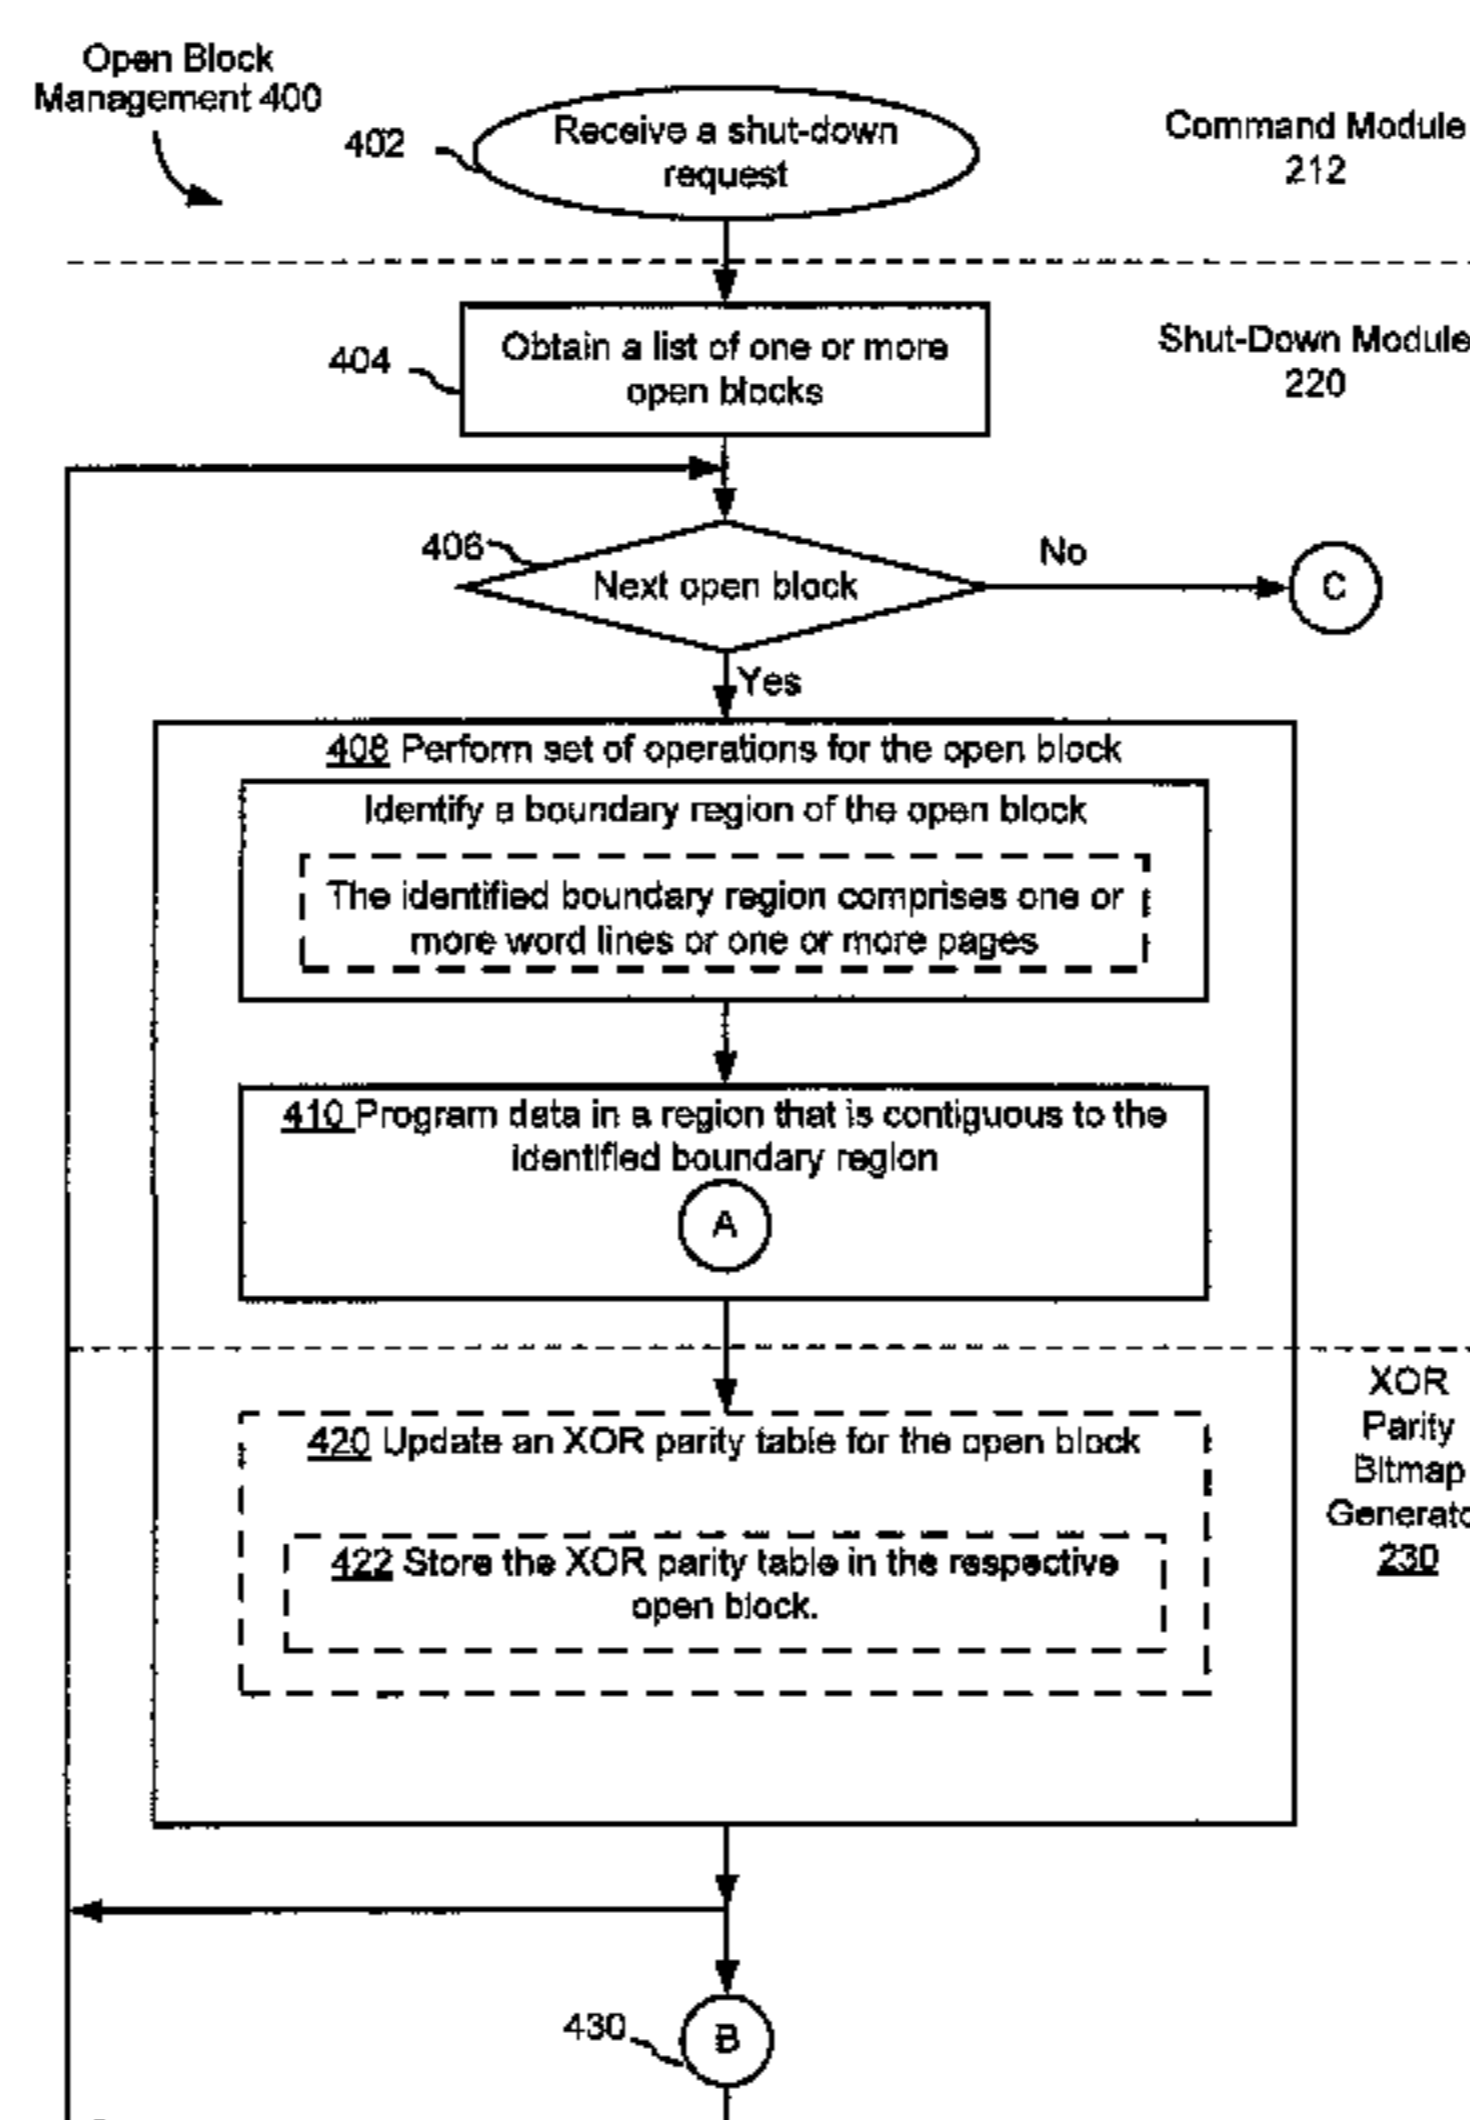 Open Block
Management 400
402
Receive a shut-down
request
Command Module
212
404
Obtain a list of one or more
open blocks
Shut-Down Module
220
406
Next open block
No
C
Yes
408 Perform set of operations for the open block
Identify a boundary region of the open block
The identified boundary region comprises one or
more word lines or one or more pages
410 Program data in a region that is contiguous to the
identified boundary region
A
XOR
Parity
Bitmap
Generato
230
420 Update an XOR parity table for the open block
422 Store the XOR parity table in the respective
open block.
430
B